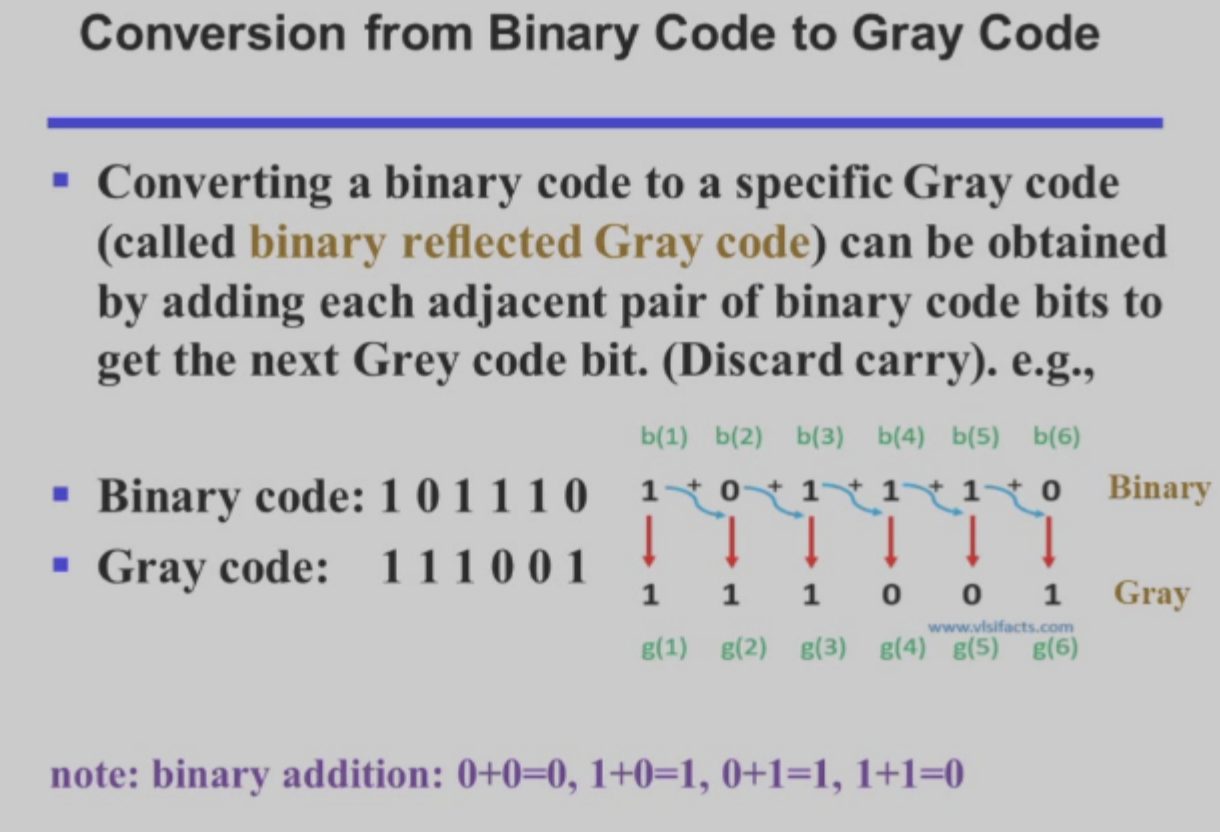 Conversion from Binary Code to Gray Code
▪ Converting a binary code to a specific Gray code
(called binary reflected Gray code) can be obtained
by adding each adjacent pair of binary code bits to
get the next Grey code bit. (Discard carry). e.g.,
b(1) b(2) b(3) b(4) b(5) b(6)
▪ Binary code: 1 0 1 1 1 0
1 + 0 + 1 + 1 + 1 + 0 Binary
▪ Gray code: 1 1 1 0 0 1
1 1 1 0 0 1 Gray
www.vlsifacts.com
g(1) g(2) g(3) g(4) g(5) g(6)
note: binary addition: 0+0=0, 1+0=1, 0+1=1, 1+1=0